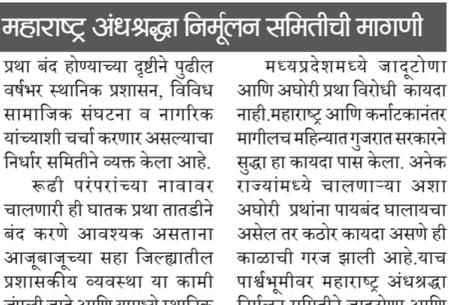 महाराष्ट्र अंधश्रद्धा निर्मूलन समितीची मागणी
प्रथा बंद होण्याच्या दृष्टीने पुढील
वर्षभर स्थानिक प्रशासन, विविध
सामाजिक संघटना व नागरिक
यांच्याशी चर्चा करणार असल्याचा
निर्धार समितीने व्यक्त केला आहे.
रूढी परंपरांच्या नावावर
चालणारी ही घातक प्रथा तातडीने
बंद करणे आवश्यक असताना
आजूबाजूच्या सहा जिल्ह्यातील
प्रशासकीय व्यवस्था या कामी
मध्यप्रदेशमध्ये जादूटोणा
आणि अघोरी प्रथा विरोधी कायदा
नाही.महाराष्ट्र आणि कर्नाटकानंतर
मागीलच महिन्यात गुजरात सरकारने
सुद्धा हा कायदा पास केला. अनेक
राज्यांमध्ये चालणाऱ्या अशा
अघोरी प्रथांना पायबंद घालायचा
असेल तर कठोर कायदा असणे ही
काळाची गरज झाली आहे.याच
पार्श्वभूमीवर महाराष्ट्र अंधश्रद्धा